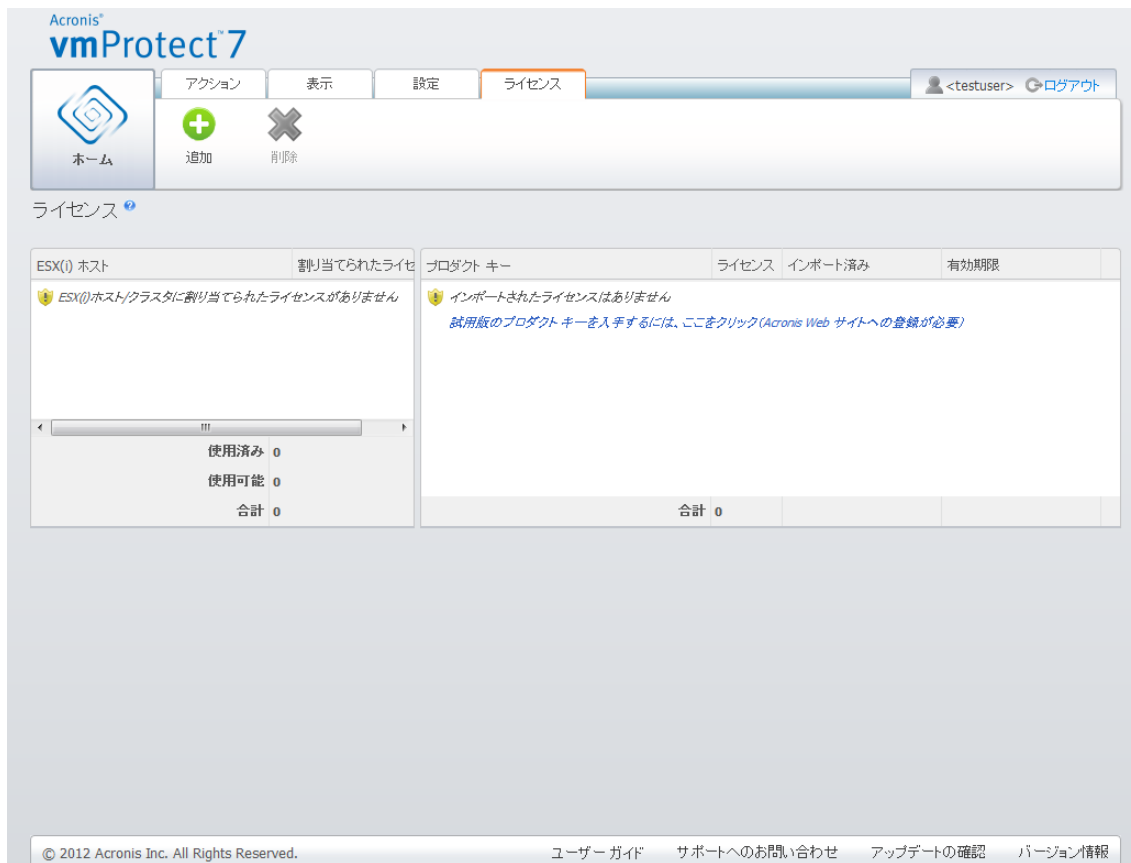 Acronis®
vmProtect™7
アクション 表示 設定 ライセンス <testuser> ログアウト
ホーム 追加 削除
ライセンス
ESX(i) ホスト 割り当てられたライセ プロダクト キー ライセンス インポート済み 有効期限
ESX(i)ホスト/クラスタに割り当てられたライセンスがありません インポートされたライセンスはありません
試用版のプロダクト キーを入手するには、ここをクリック(Acronis Web サイトへの登録が必要)
使用済み 0
使用可能 0
合計 0 合計 0
© 2012 Acronis Inc. All Rights Reserved. ユーザー ガイド サポートへのお問い合わせ アップデートの確認 バージョン情報